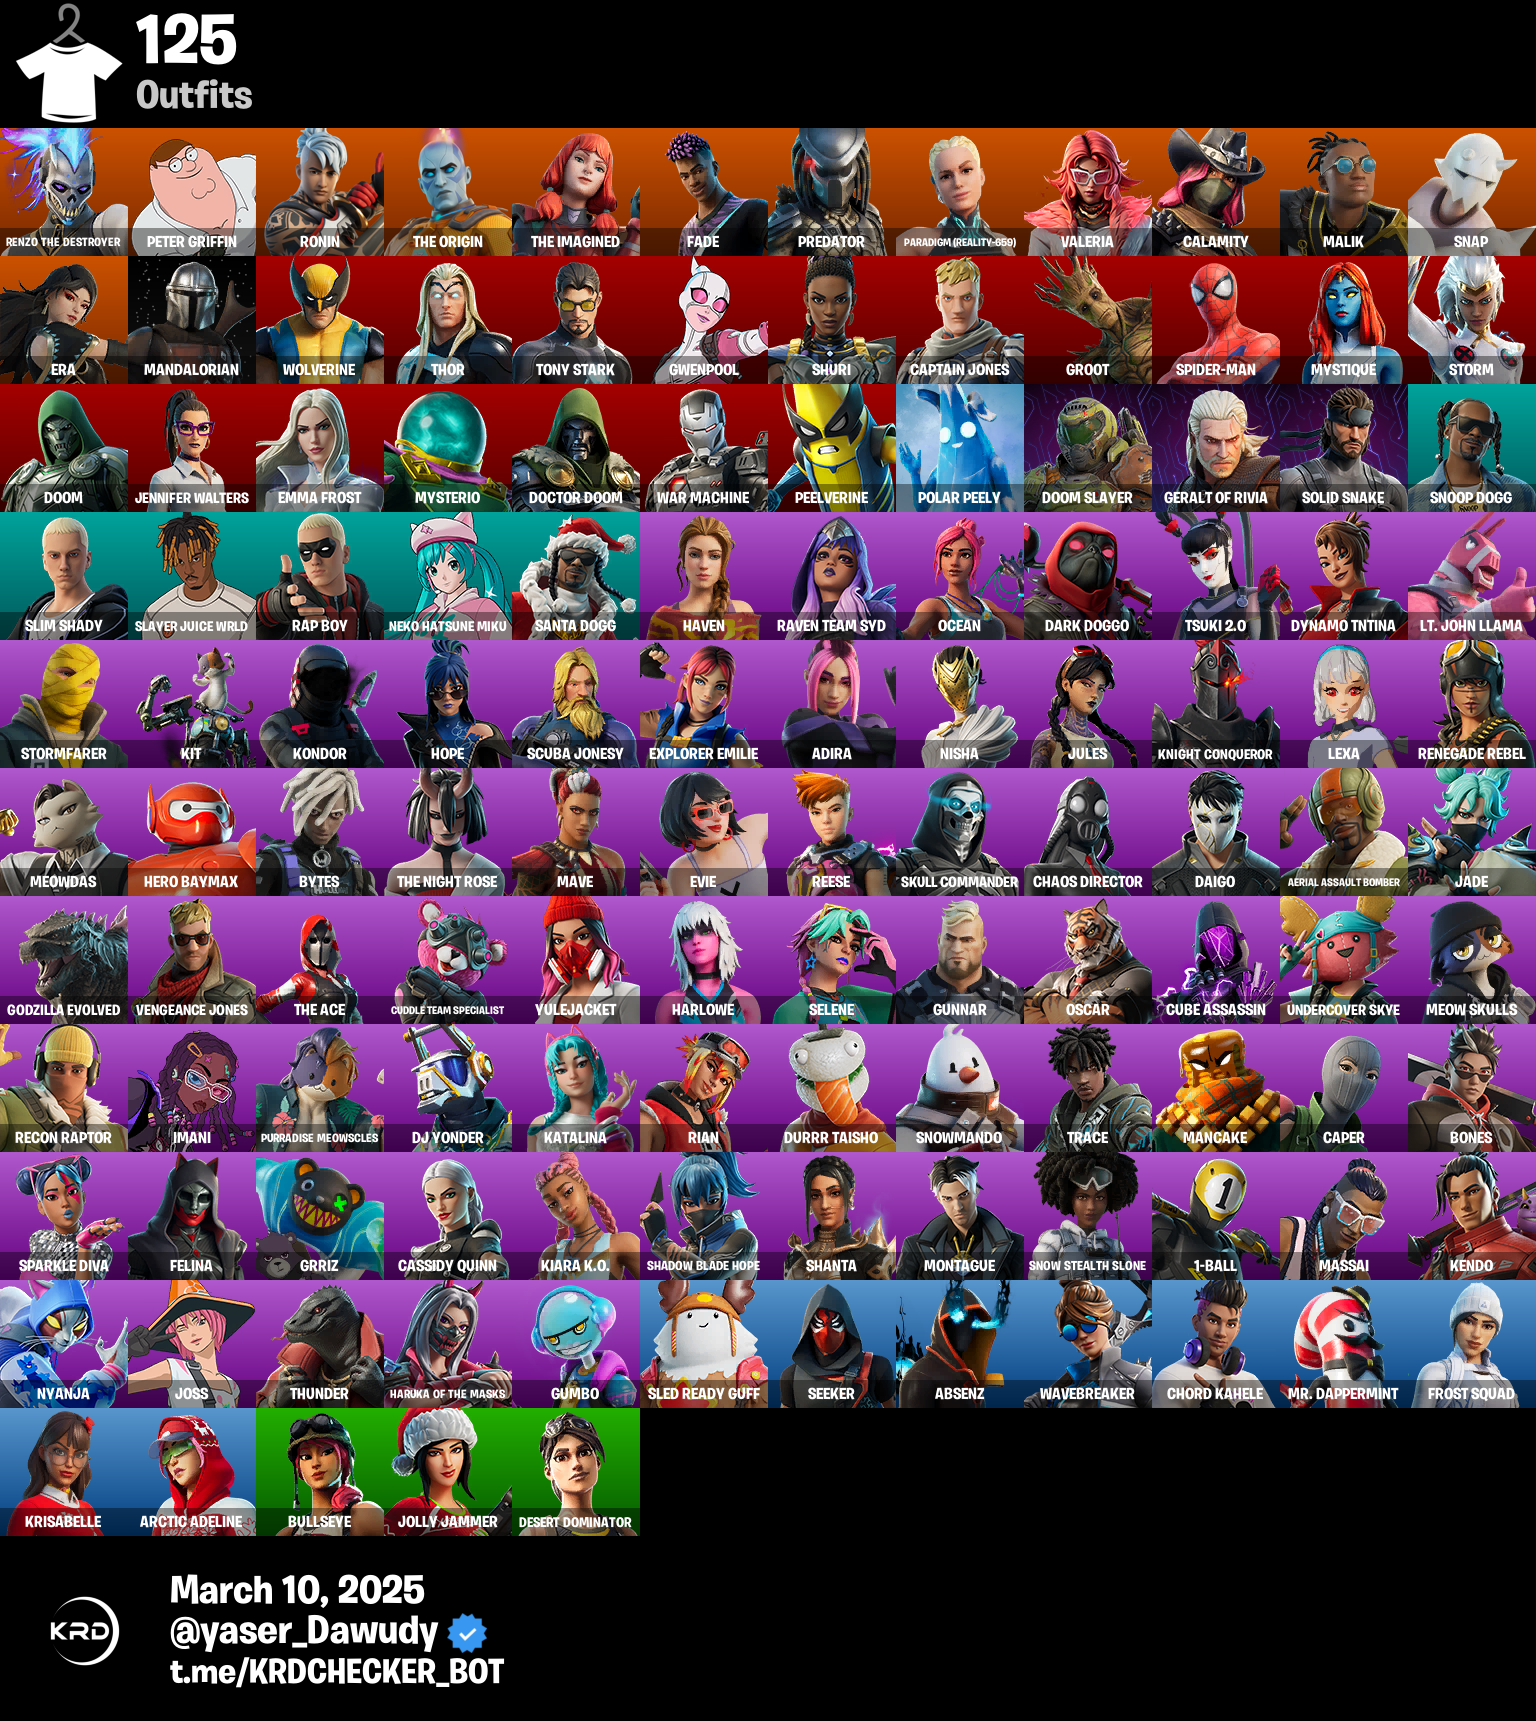 125
Outfits
RENZO THE DESTROYER PETER GRIFFIN RONIN THE ORIGIN THE IMAGINED FADE PREDATOR PARADIGM (REALITY-659) VALERIA CALAMITY MALIK SNAP
ERA MANDALORIAN WOLVERINE THOR TONY STARK GWENPOOL SHURI CAPTAIN JONES GROOT SPIDER-MAN MYSTIQUE STORM
DOOM JENNIFER WALTERS EMMA FROST MYSTERIO DOCTOR DOOM WAR MACHINE PEELVERINE POLAR PEELY DOOM SLAYER GERALT OF RIVIA SOLID SNAKE SNOOP DOGG
SLIM SHADY SLAYER JUICE WRLD RAP BOY NEKO HATSUNE MIKU SANTA DOGG HAVEN RAVEN TEAM SYD OCEAN DARK DOGGO TSUKI 2.0 DYNAMO TNTINA LT. JOHN LLAMA
STORMFARER KIT KONDOR HOPE SCUBA JONESY EXPLORER EMILIE ADIRA NISHA JULES KNIGHT CONQUEROR LEXA RENEGADE REBEL
MEOWDAS HERO BAYMAX BYTES THE NIGHT ROSE MAVE EVIE REESE SKULL COMMANDER CHAOS DIRECTOR DAIGO AERIAL ASSAULT BOMBER JADE
GODZILLA EVOLVED VENGEANCE JONES THE ACE CUDDLE TEAM SPECIALIST YULEJACKET HARLOWE SELENE GUNNAR OSCAR CUBE ASSASSIN UNDERCOVER SKYE MEOW SKULLS
RECON RAPTOR IMANI PURRADISE MEOWSCLES DJ YONDER KATALINA RIAN DURRR TAISHO SNOWMANDO TRACE MANCAKE CAPER BONES
1
SPARKLE DIVA FELINA GRRIZ CASSIDY QUINN KIARA K.O. SHADOW BLADE HOPE SHANTA MONTAGUE SNOW STEALTH SLONE 1-BALL MASSAI KENDO
NYANJA JOSS THUNDER HARUKA OF THE MASKS GUMBO SLED READY GUFF SEEKER ABSENZ WAVEBREAKER CHORD KAHELE MR. DAPPERMINT FROST SQUAD
KRISABELLE ARCTIC ADELINE BULLSEYE JOLLY JAMMER DESERT DOMINATOR
KRD
March 10, 2025
@yaser_Dawudy
t.me/KRDCHECKER_BOT